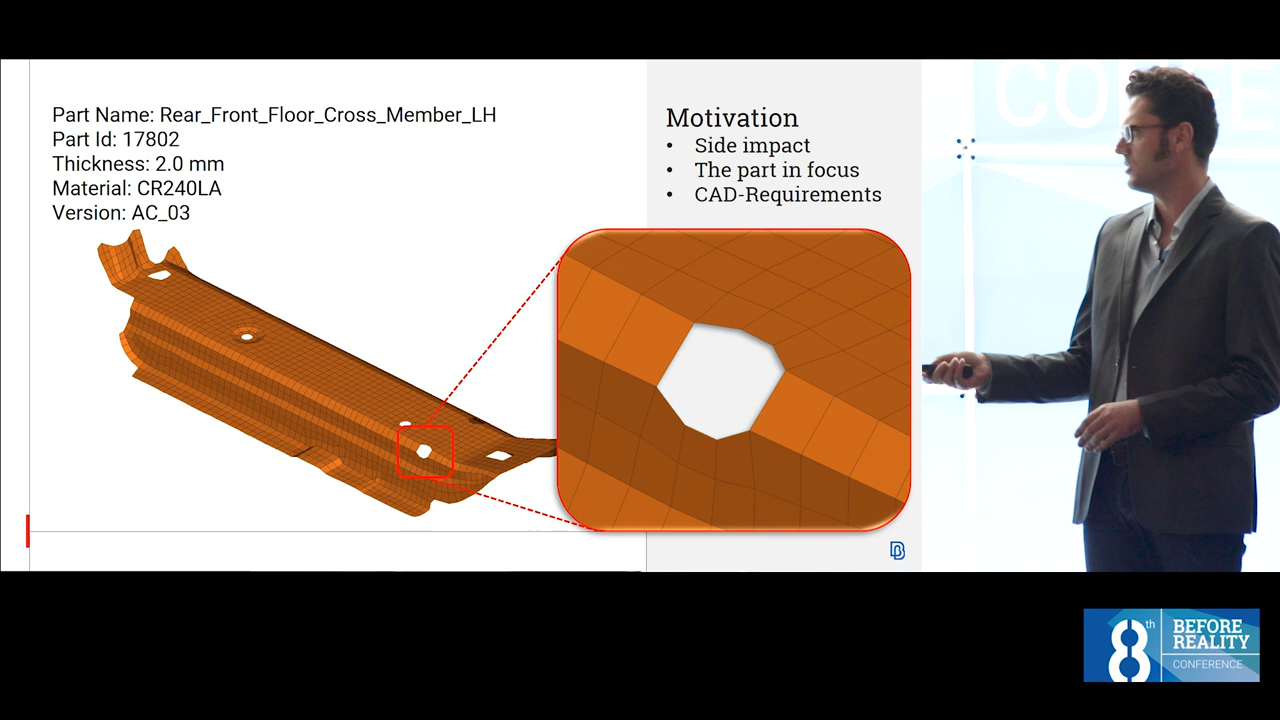 Part Name: Rear_Front_Floor_Cross_Member_LH
Part Id: 17802
Thickness: 2.0 mm
Material: CR240LA
Version: AC_03
Motivation
• Side impact
• The part in focus
• CAD-Requirements
8th
BEFORE
REALITY
CONFERENCE